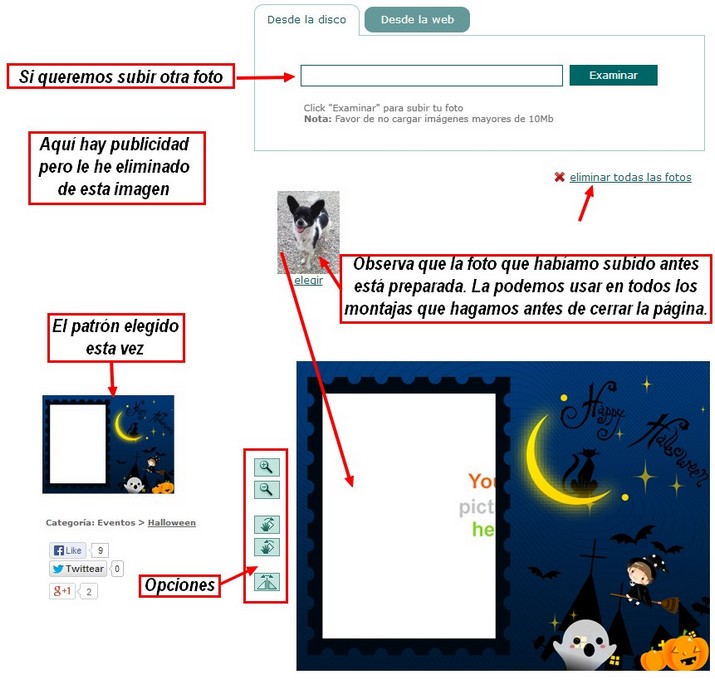 Desde la disco
Desde la web
Si queremos subir otra foto
Examinar
Click "Examinar" para subir tu foto
Nota: Favor de no cargar imágenes mayores de 10Mb
Aquí hay publicidad
pero le he eliminado
de esta imagen
eliminar todas las fotos
elegir
Observa que la foto que habíamo subido antes
está preparada. La podemos usar en todos los
montajas que hagamos antes de cerrar la página.
El patrón elegido
esta vez
Happy
Halloween
You
pict
he
Categoría: Eventos > Halloween
Like 9
Twittear 0
g+1 2
Opciones